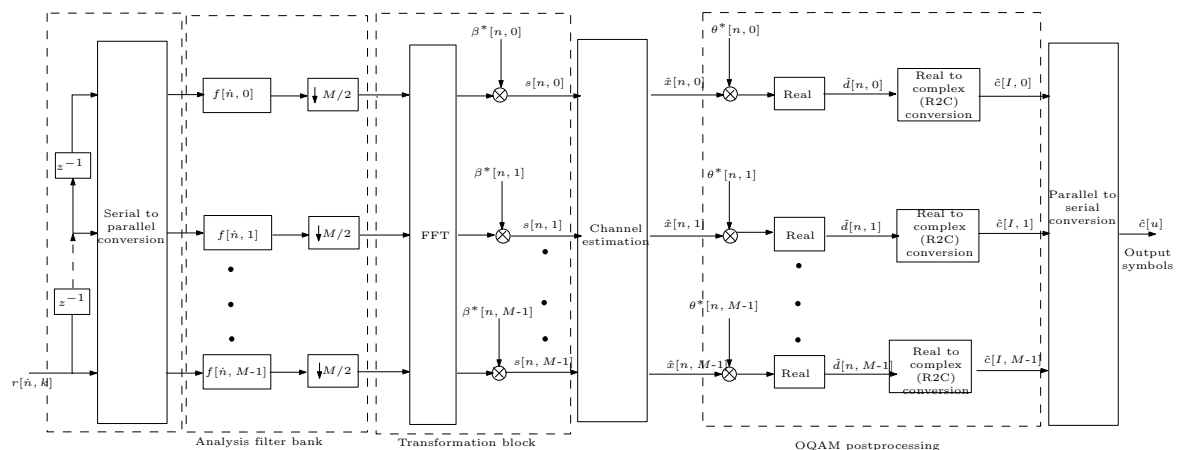 β*[n, 0]
θ*[n, 0]
f[ṅ, 0]
↓ M/2
s[n, 0]
x̂[n, 0]
Real
d̂[n, 0]
Real to
complex
(R2C)
conversion
ĉ[I, 0]
z−1
Serial to
parallel
conversion
f[ṅ, 1]
↓ M/2
FFT
β*[n, 1]
s[n, 1]
Channel
estimation
x̂[n, 1]
θ*[n, 1]
Real
d̂[n, 1]
Real to
complex
(R2C)
conversion
ĉ[I, 1]
Parallel to
serial
conversion
ĉ[u]
Output
symbols
z−1
β*[n, M-1]
θ*[n, M-1]
f[ṅ, M-1]
↓ M/2
s[n, M-1]
x̂[n, M-1]
Real
d̂[n, M-1]
Real to
complex
(R2C)
conversion
ĉ[I, M-1]
Analysis filter bank
Transformation block
OQAM postprocessing